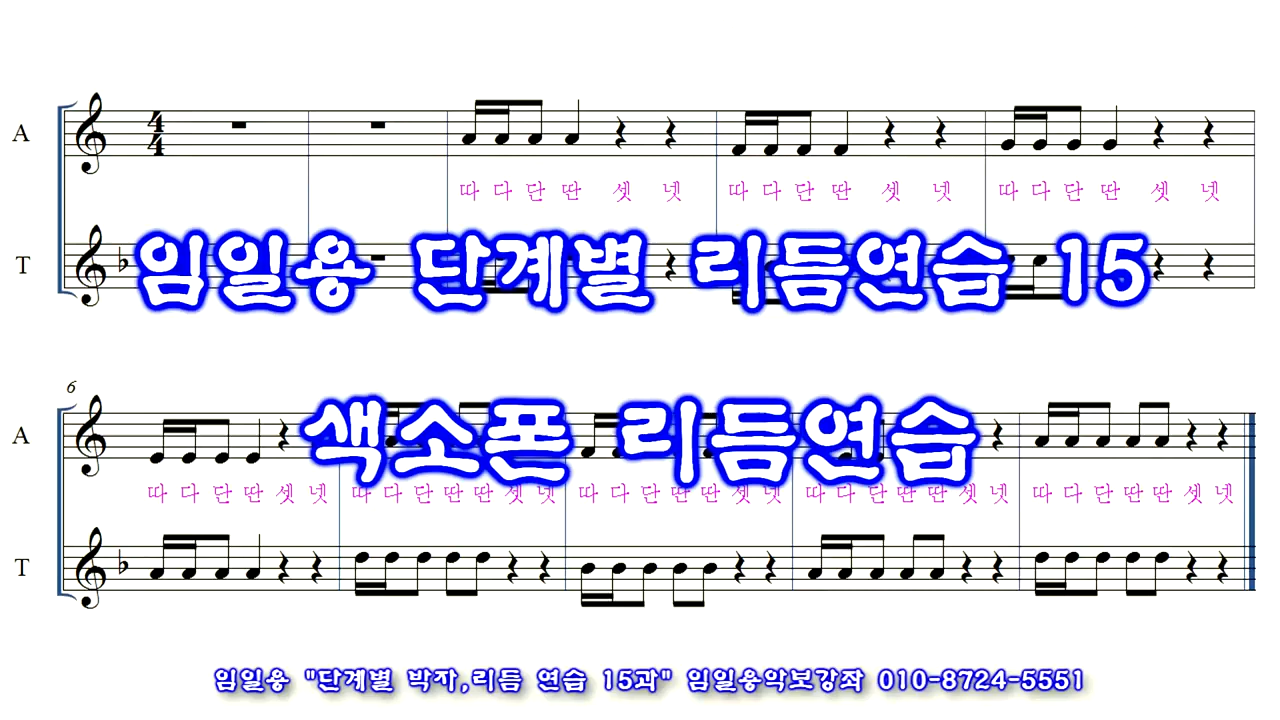 A
따 다 단 딴 셋 넷 따 다 단 딴 셋 넷 따 다 단 딴 셋 넷
임일용 단계별 리듬연습 15
T
6
A
색소폰 리듬연습
따 다 단 딴 셋 넷 따 다 단 딴 딴 셋 넷 따 다 단 딴 딴 셋 넷 따 다 단 딴 딴 셋 넷 따 다 단 딴 딴 셋 넷
T
임일용 "단계별 박자,리듬 연습 15과" 임일용악보강좌 010-8724-5551